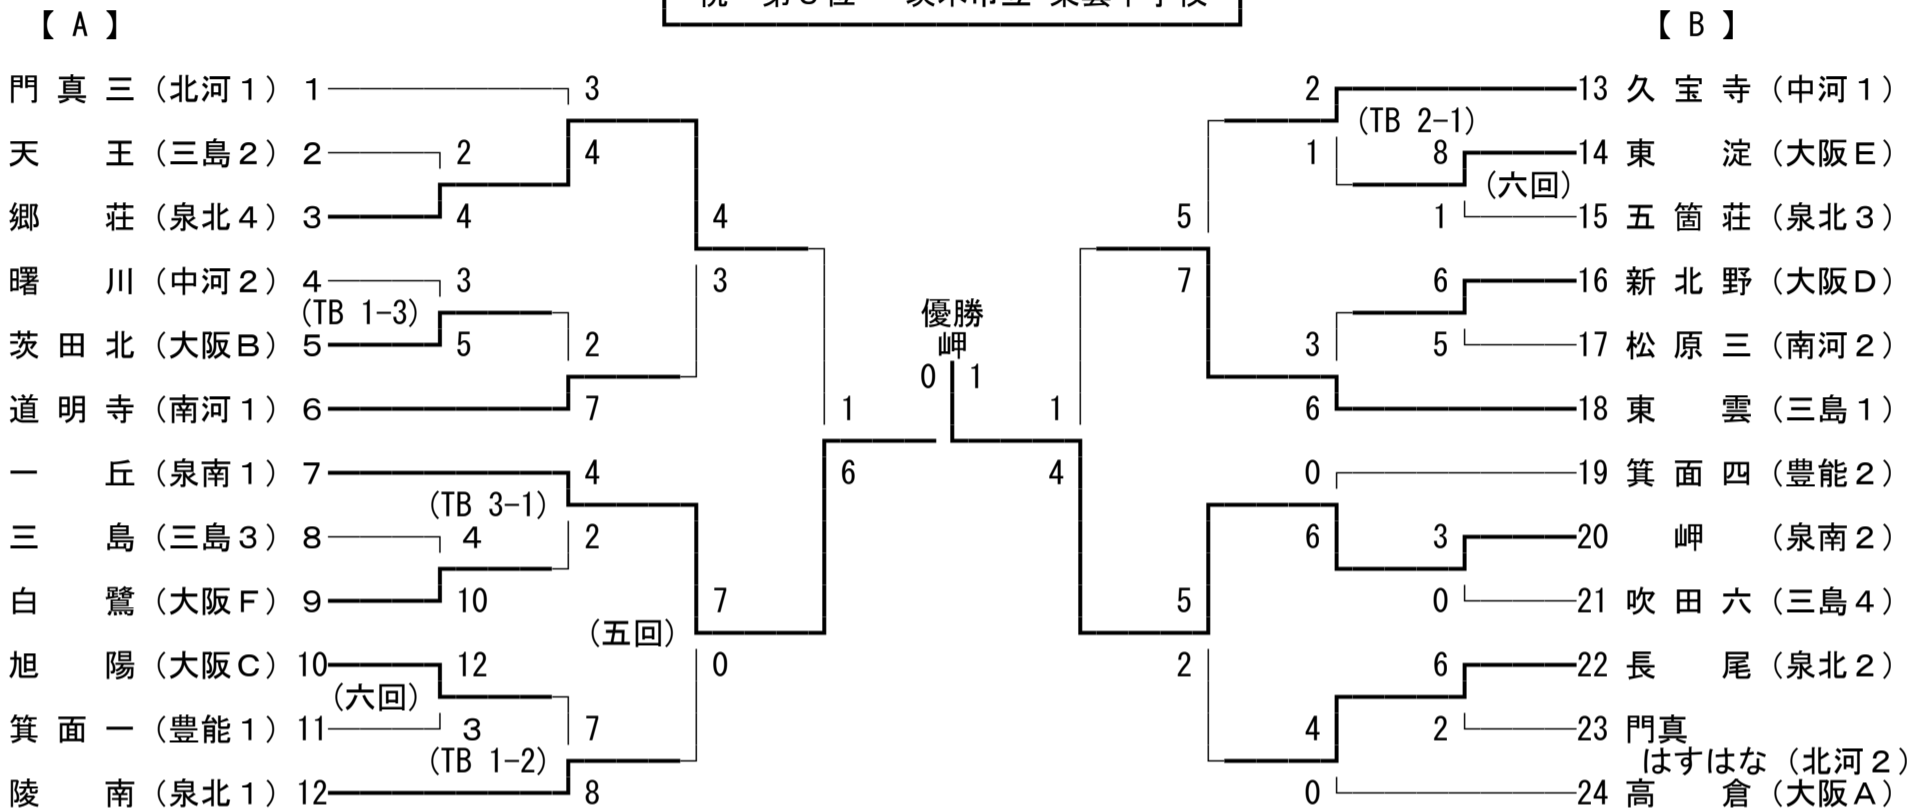 【 A 】
【 B 】
門真三（北河１） 1
3
2
13 久宝寺（中河１）
(TB 2-1)
天王（三島２） 2
2
4
1
8
14 東淀（大阪Ｅ）
(六回)
郷荘（泉北４） 3
4
4
5
1
15 五箇荘（泉北３）
曙川（中河２） 4
3
3
7
6
16 新北野（大阪Ｄ）
(TB 1-3)
優勝
茨田北（大阪Ｂ） 5
5
2
岬
3
5
17 松原三（南河２）
0
1
道明寺（南河１） 6
7
1
1
6
18 東雲（三島１）
一丘（泉南１） 7
4
6
4
0
19 箕面四（豊能２）
(TB 3-1)
三島（三島３） 8
4
2
6
3
20 岬（泉南２）
白鷺（大阪Ｆ） 9
10
7
5
0
21 吹田六（三島４）
(五回)
旭陽（大阪Ｃ） 10
12
0
2
6
22 長尾（泉北２）
(六回)
箕面一（豊能１） 11
3
7
4
2
23 門真
(TB 1-2)
はすはな（北河２）
陵南（泉北１） 12
8
0
24 高倉（大阪Ａ）